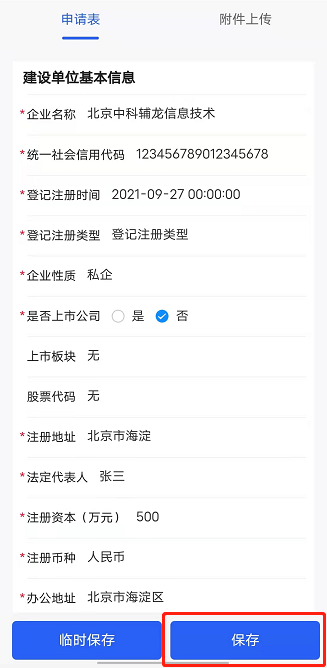 申请表 附件上传
建设单位基本信息
*企业名称 北京中科辅龙信息技术
*统一社会信用代码 123456789012345678
*登记注册时间 2021-09-27 00:00:00
*登记注册类型 登记注册类型
*企业性质 私企
*是否上市公司 是 否
上市板块 无
股票代码 无
*注册地址 北京市海淀
*法定代表人 张三
*注册资本（万元） 500
*注册币种 人民币
*办公地址 北京市海淀区
临时保存 保存